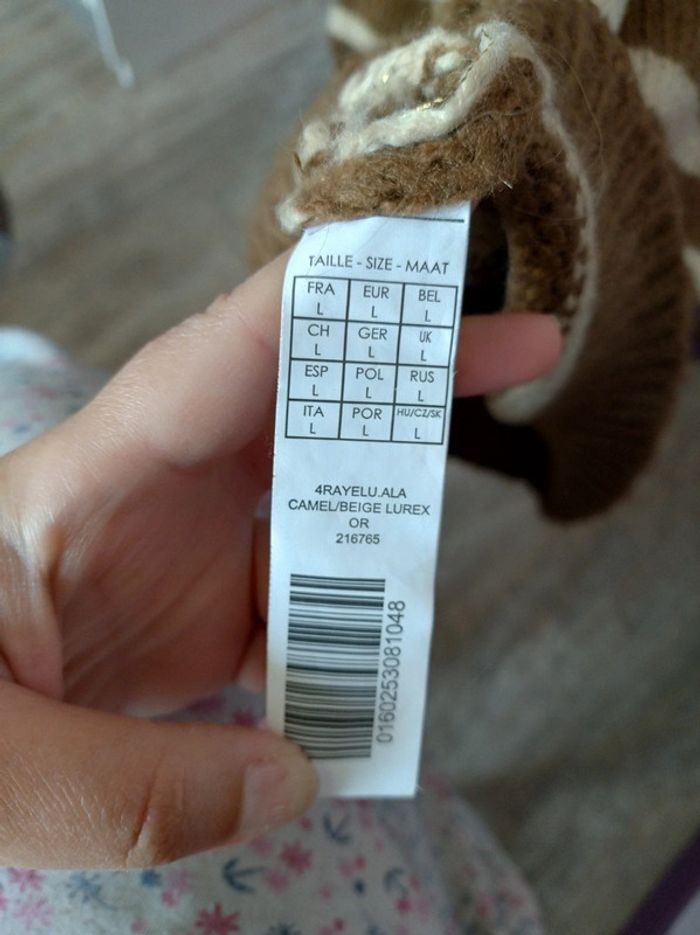 TAILLE - SIZE - MAAT
FRA EUR BEL
L L L
CH GER UK
L L L
ESP POL RUS
L L L
ITA POR HU/CZ/SK
L L L
4RAYELU.ALA
CAMEL/BEIGE LUREX
OR
216765
0160253081048